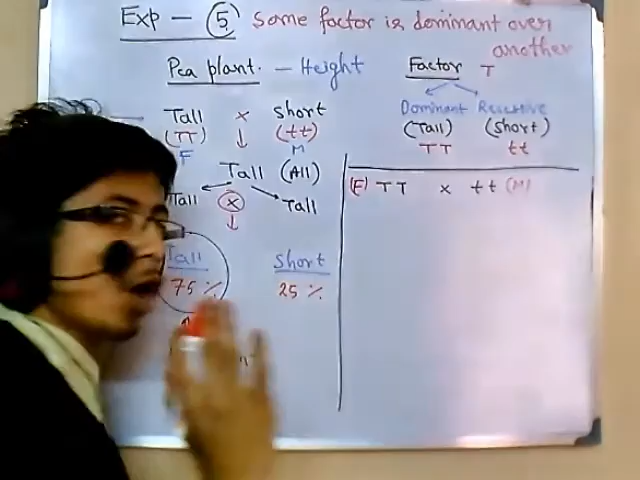 Exp - 5 Some factor is dominant over another
Pea plant. - Height
Tall x short
(TT) (tt)
F M
Tall (All)
Tall x Tall
Tall Short
75 % 25 %
Factor T
Dominant Recessive
(Tall) (short)
TT tt
(F) TT x tt (M)